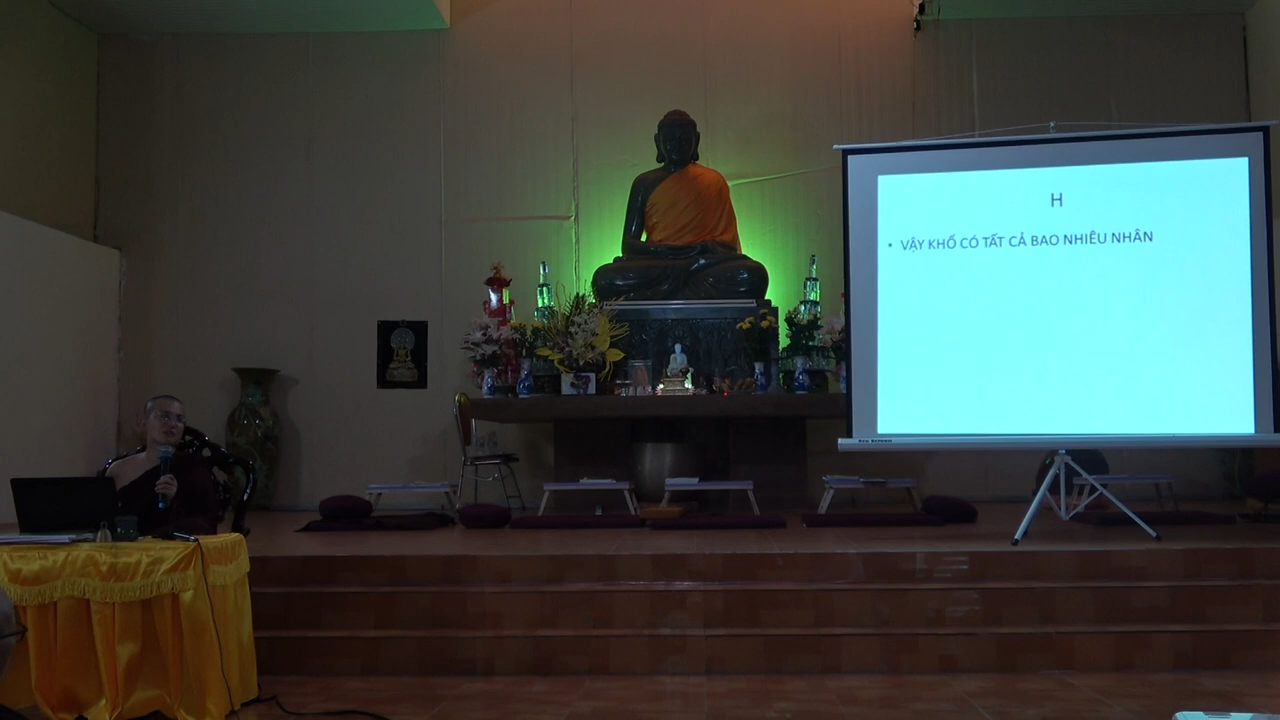 H
• VẬY KHỔ CÓ TẤT CẢ BAO NHIÊU NHÂN